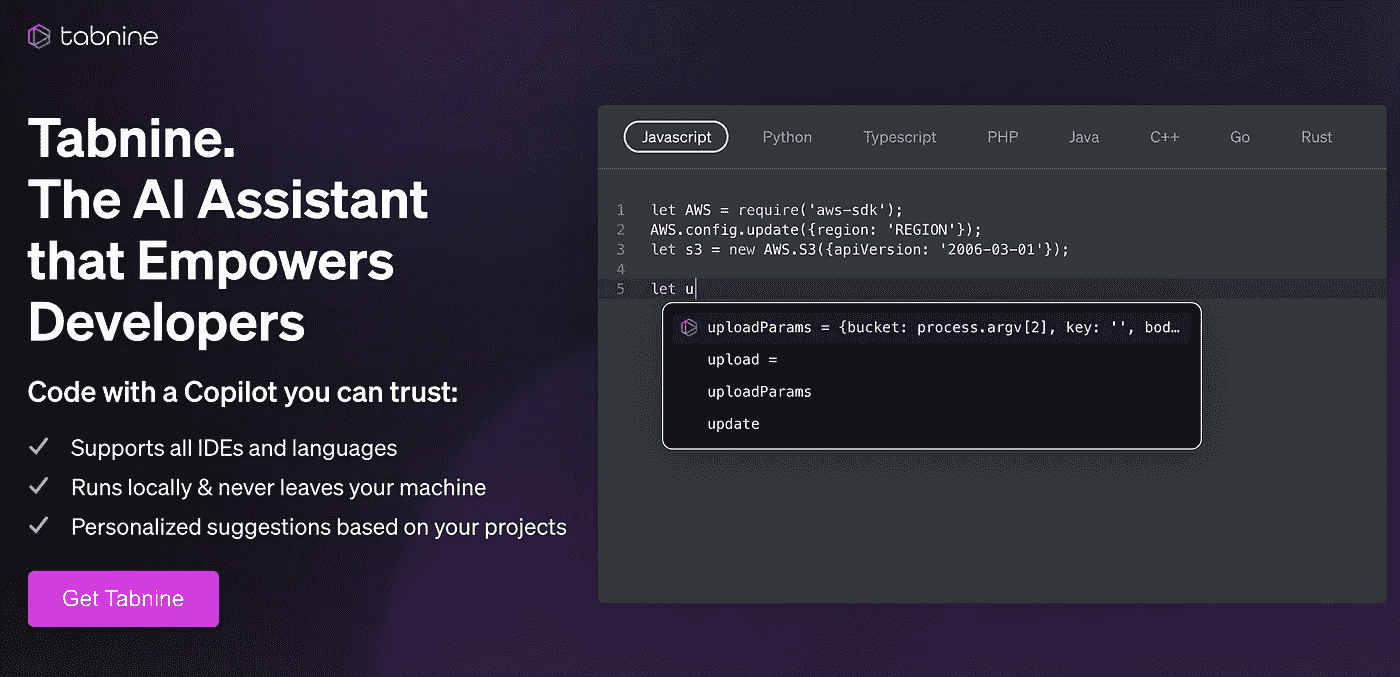 tabnine
Tabnine.
The AI Assistant
that Empowers
Developers
Code with a Copilot you can trust:
Supports all IDEs and languages
Runs locally & never leaves your machine
Personalized suggestions based on your projects
Get Tabnine
Javascript Python Typescript PHP Java C++ Go Rust
1 let AWS = require('aws-sdk');
2 AWS.config.update({region: 'REGION'});
3 let s3 = new AWS.S3({apiVersion: '2006-03-01'});
4
5 let u
uploadParams = {bucket: process.argv[2], key: '', bod…
upload =
uploadParams
update